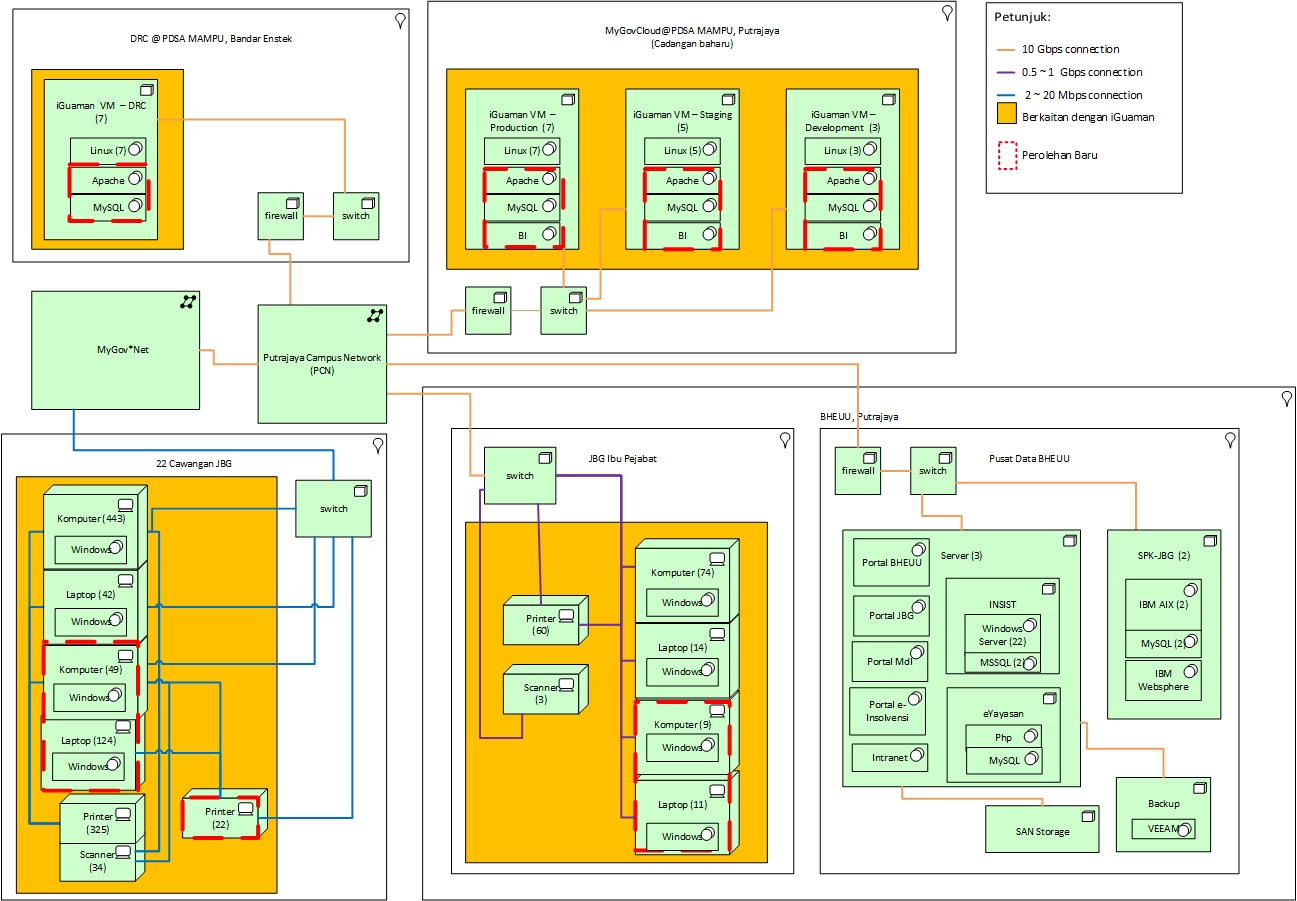 DRC @ PDSA MAMPU, Bandar Enstek
iGuaman VM – DRC
(7)
Linux (7)
Apache
MySQL
firewall
switch
MyGovCloud@PDSA MAMPU, Putrajaya
(Cadangan baharu)
iGuaman VM –
Production (7)
Linux (7)
Apache
MySQL
BI
iGuaman VM – Staging
(5)
Linux (5)
Apache
MySQL
BI
iGuaman VM –
Development (3)
Linux (3)
Apache
MySQL
BI
firewall
switch
Petunjuk:
10 Gbps connection
0.5 ~ 1 Gbps connection
2 ~ 20 Mbps connection
Berkaitan dengan iGuaman
Perolehan Baru
MyGov*Net
Putrajaya Campus Network
(PCN)
22 Cawangan JBG
switch
Komputer (443)
Windows
Laptop (42)
Windows
Komputer (49)
Windows
Laptop (124)
Windows
Printer
(325)
Scanner
(34)
Printer
(22)
BHEUU, Putrajaya
JBG Ibu Pejabat
switch
Printer
(60)
Scanner
(3)
Komputer (74)
Windows
Laptop (14)
Windows
Komputer (9)
Windows
Laptop (11)
Windows
Pusat Data BHEUU
firewall
switch
Server (3)
Portal BHEUU
Portal JBG
Portal MdI
Portal e-
Insolvensi
Intranet
INSIST
Windows
Server (22)
MSSQL (2)
eYayasan
Php
MySQL
SPK-JBG (2)
IBM AIX (2)
MySQL (2)
IBM
Websphere
SAN Storage
Backup
VEEAM